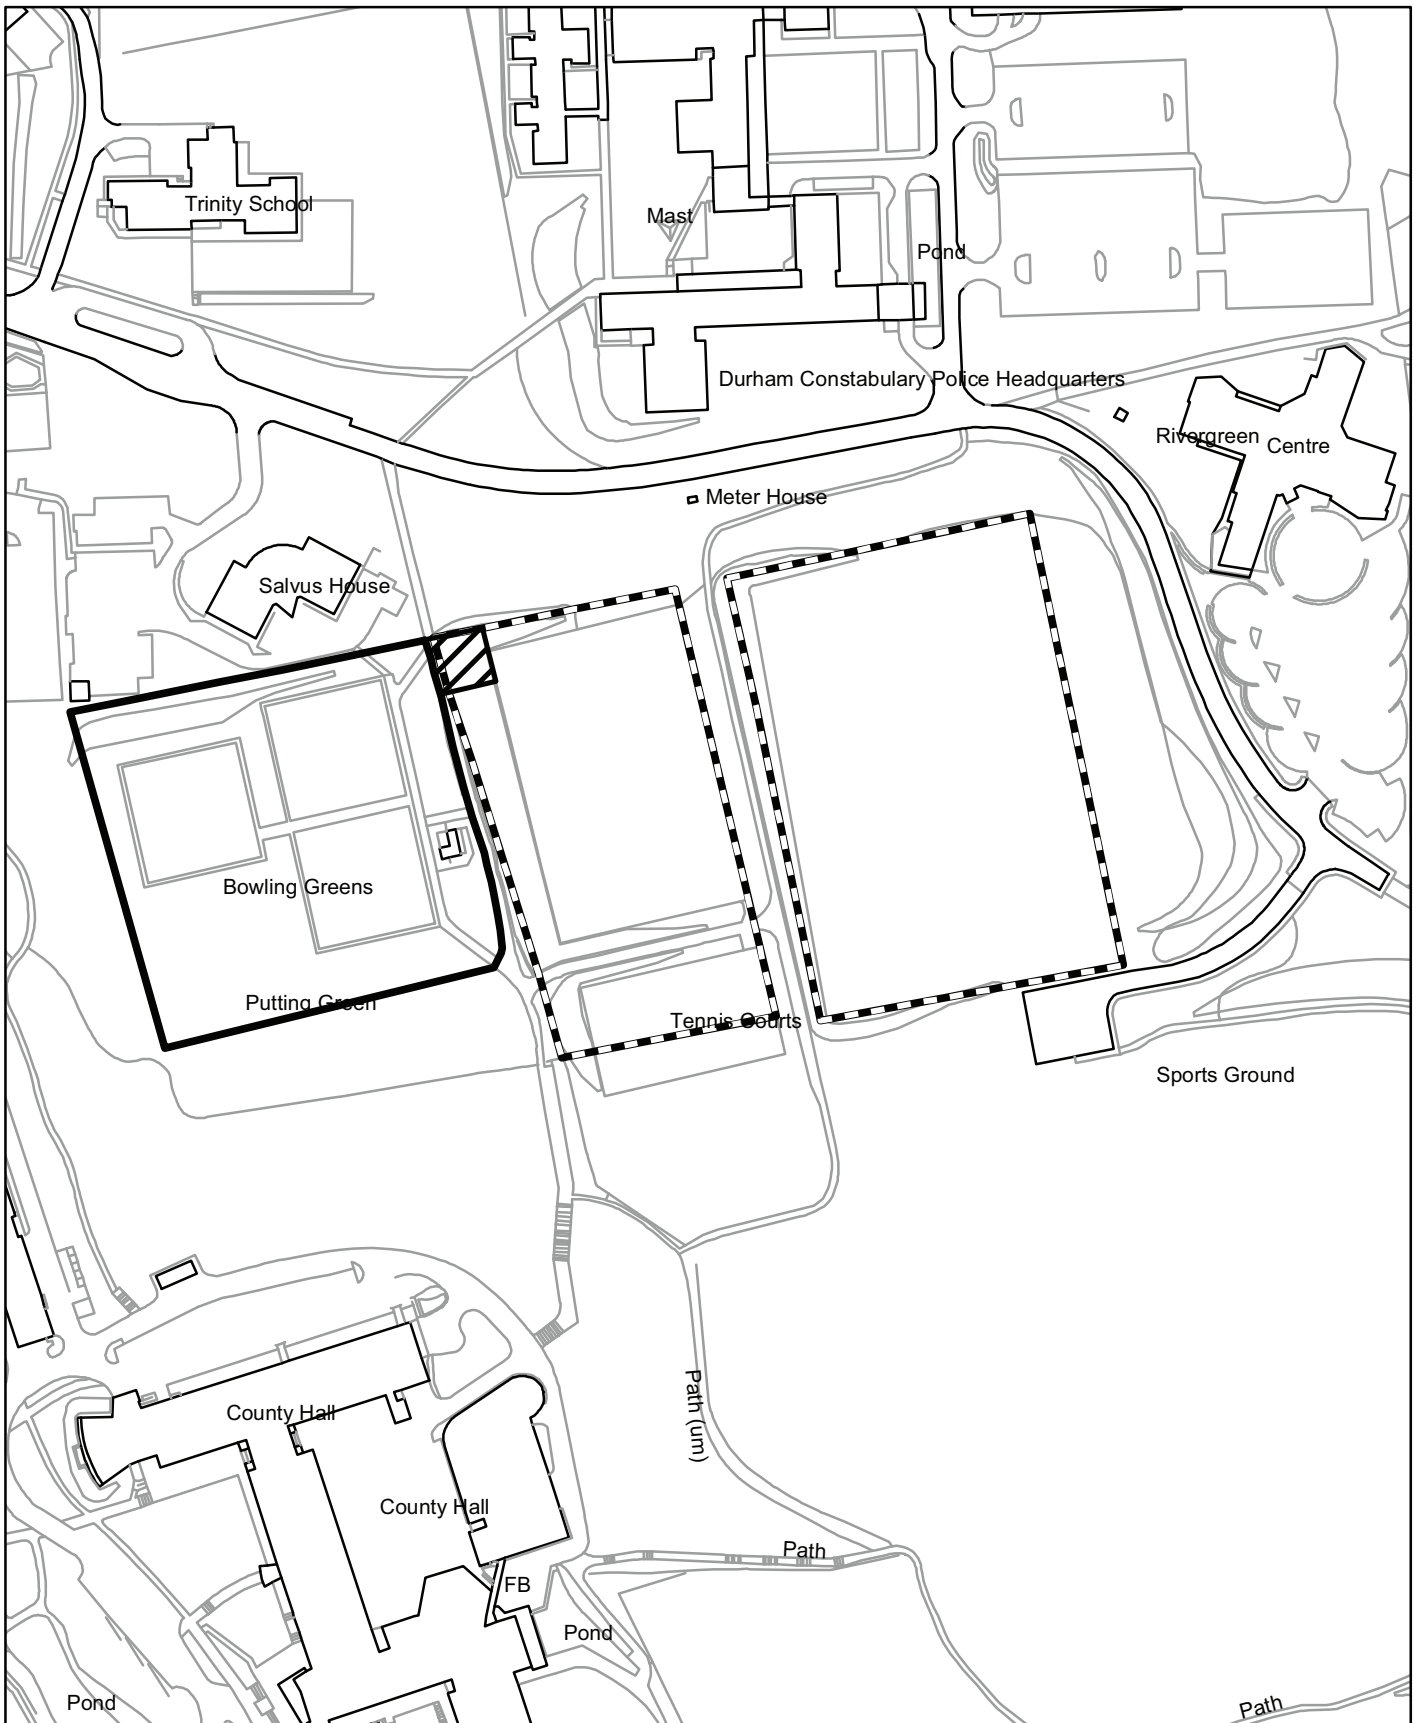 Trinity School
Mast
Pond
Durham Constabulary Police Headquarters
Rivergreen
Centre
Meter House
Salvus House
Bowling Greens
Putting Green
Tennis Courts
Sports Ground
Path (um)
County Hall
County Hall
Path
FB
Pond
Pond
Path